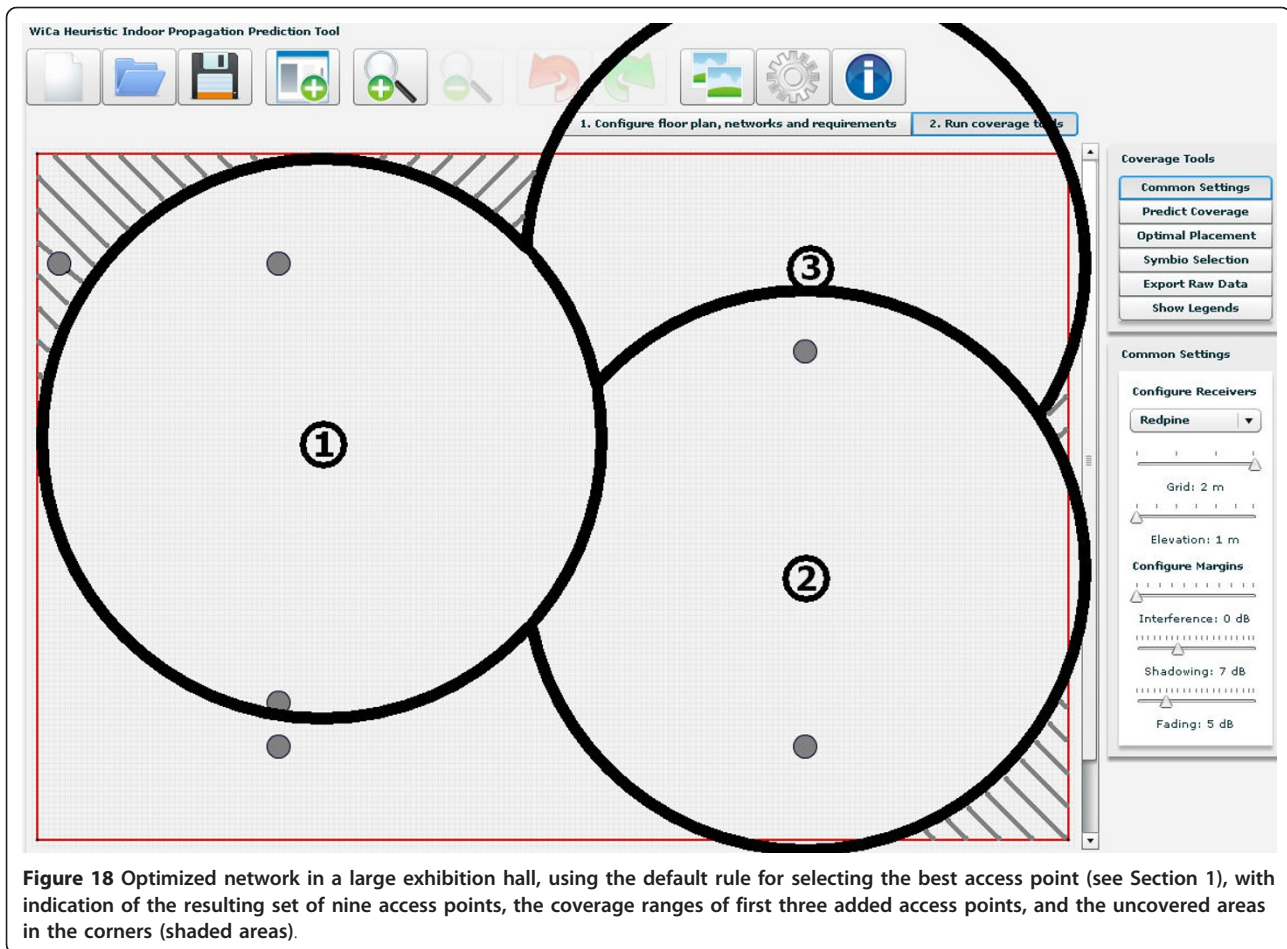 WiCa Heuristic Indoor Propagation Prediction Tool
1. Configure floor plan, networks and requirements
2. Run coverage tools
Coverage Tools
Common Settings
Predict Coverage
Optimal Placement
Symbio Selection
Export Raw Data
Show Legends
Common Settings
Configure Receivers
Redpine
Grid: 2 m
Elevation: 1 m
Configure Margins
Interference: 0 dB
Shadowing: 7 dB
Fading: 5 dB
3
1
2
Figure 18 Optimized network in a large exhibition hall, using the default rule for selecting the best access point (see Section 1), with
indication of the resulting set of nine access points, the coverage ranges of first three added access points, and the uncovered areas
in the corners (shaded areas).